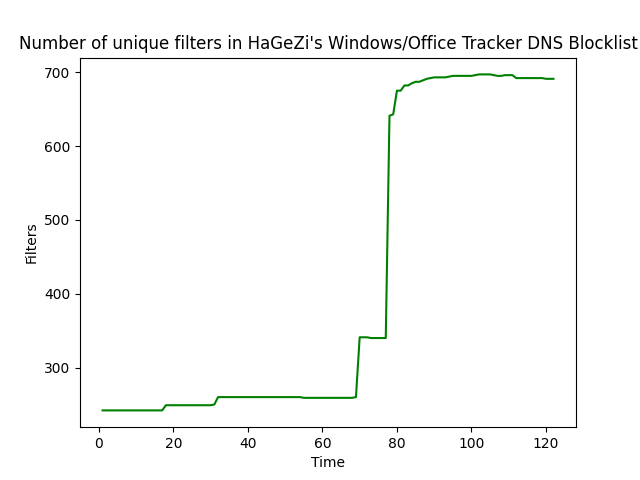 Number of unique filters in HaGeZi's Windows/Office Tracker DNS Blocklist
700
600
500
400
300
Filters
0 20 40 60 80 100 120
Time